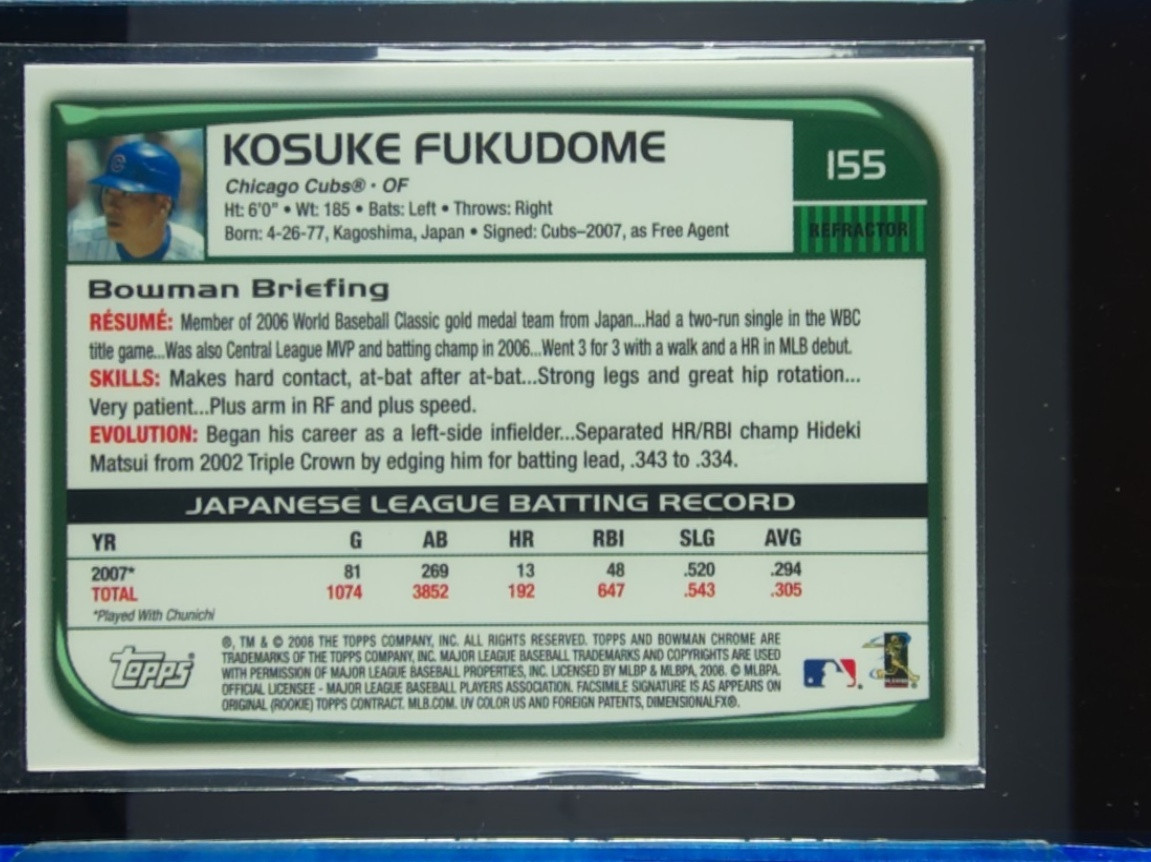 KOSUKE FUKUDOME
155
Chicago Cubs® • OF
Ht: 6'0" • Wt: 185 • Bats: Left • Throws: Right
REFRACTOR
Born: 4-26-77, Kagoshima, Japan • Signed: Cubs–2007, as Free Agent
Bowman Briefing
RÉSUMÉ: Member of 2006 World Baseball Classic gold medal team from Japan...Had a two-run single in the WBC
title game...Was also Central League MVP and batting champ in 2006...Went 3 for 3 with a walk and a HR in MLB debut.
SKILLS: Makes hard contact, at-bat after at-bat...Strong legs and great hip rotation...
Very patient...Plus arm in RF and plus speed.
EVOLUTION: Began his career as a left-side infielder...Separated HR/RBI champ Hideki
Matsui from 2002 Triple Crown by edging him for batting lead, .343 to .334.
JAPANESE LEAGUE BATTING RECORD
YR G AB HR RBI SLG AVG
2007* 81 269 13 48 .520 .294
TOTAL 1074 3852 192 647 .543 .305
*Played With Chunichi
Topps®
®, TM & © 2008 THE TOPPS COMPANY, INC. ALL RIGHTS RESERVED. TOPPS AND BOWMAN CHROME ARE
TRADEMARKS OF THE TOPPS COMPANY, INC. MAJOR LEAGUE BASEBALL TRADEMARKS AND COPYRIGHTS ARE USED
WITH PERMISSION OF MAJOR LEAGUE BASEBALL PROPERTIES, INC. LICENSED BY MLBP & MLBPA, 2008. © MLBPA.
OFFICIAL LICENSEE - MAJOR LEAGUE BASEBALL PLAYERS ASSOCIATION. FACSIMILE SIGNATURE IS AS APPEARS ON
ORIGINAL (ROOKIE) TOPPS CONTRACT. MLB.COM. UV COLOR US AND FOREIGN PATENTS, DIMENSIONALFX®.